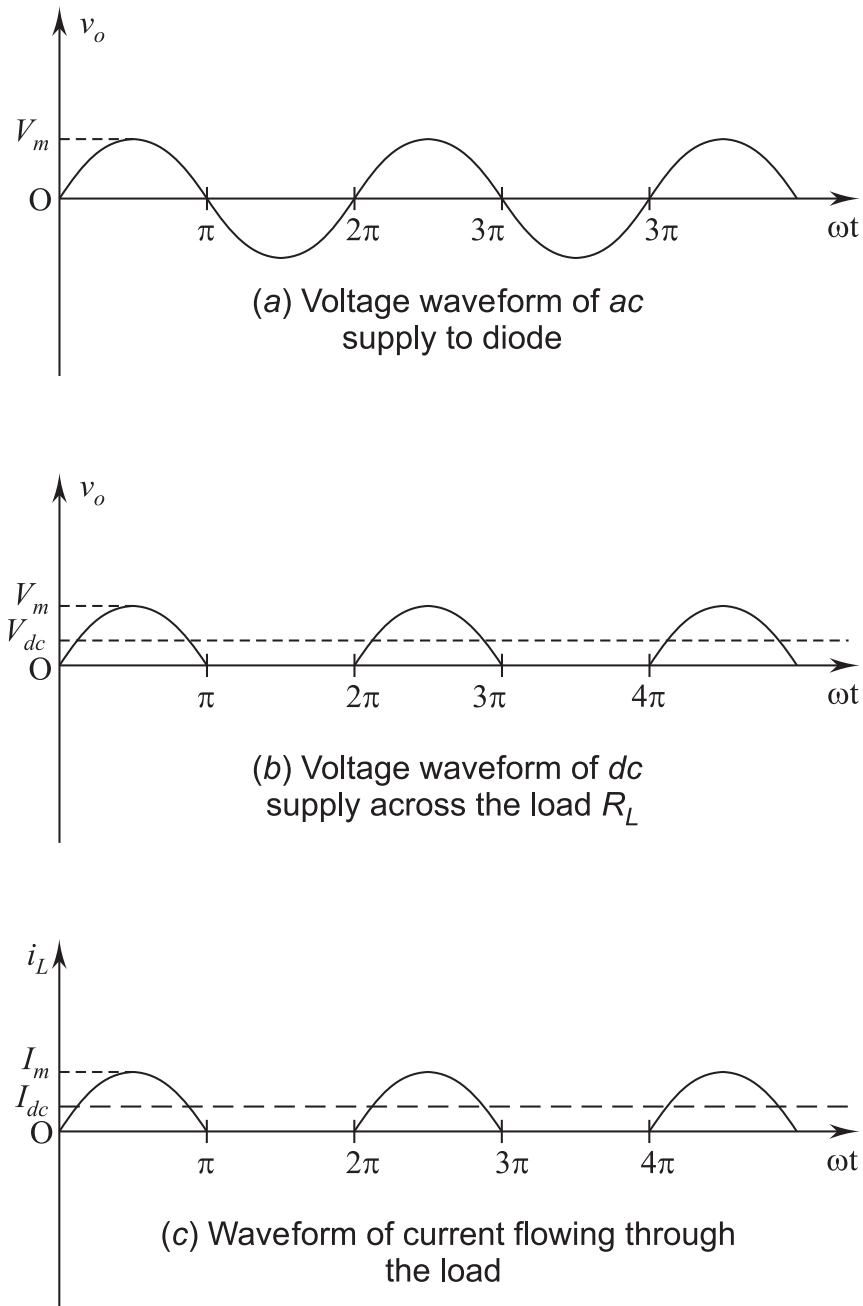 v_o
V_m
O
π 2π 3π 3π ωt
(a) Voltage waveform of ac
supply to diode
v_o
V_m
V_dc
O
π 2π 3π 4π ωt
(b) Voltage waveform of dc
supply across the load R_L
i_L
I_m
I_dc
O
π 2π 3π 4π ωt
(c) Waveform of current flowing through
the load